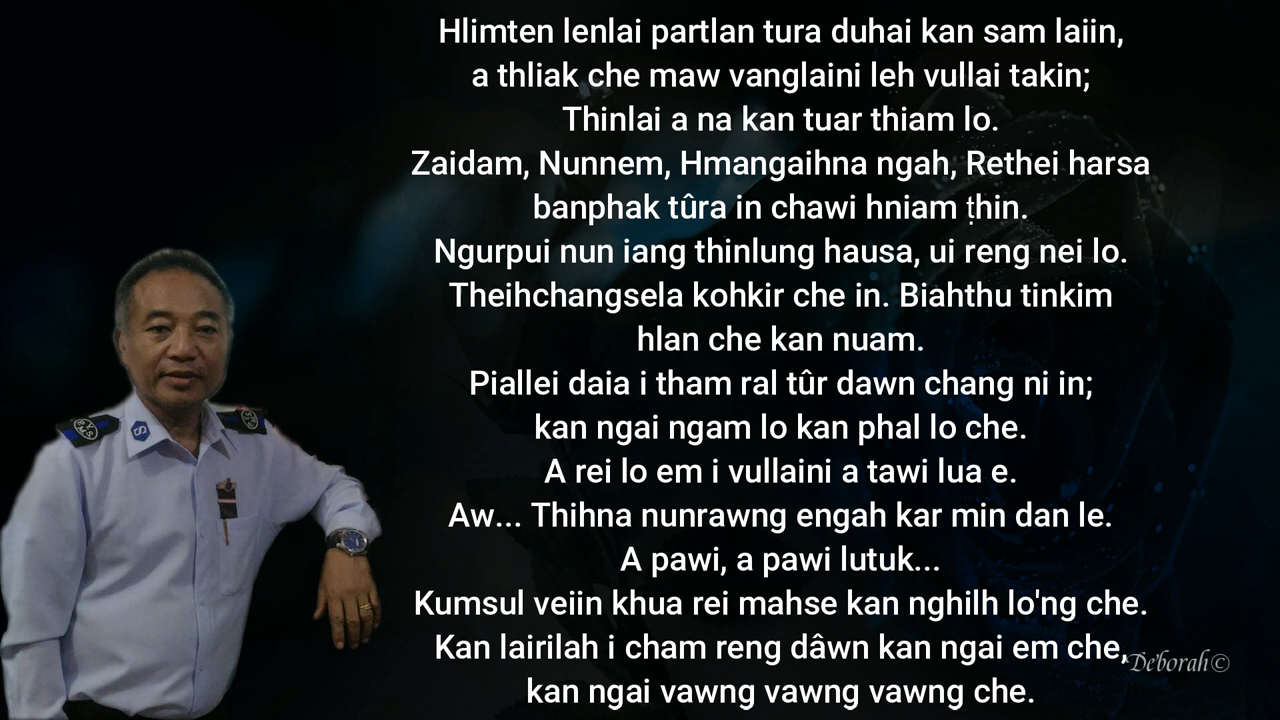 Hlimten lenlai partlan tura duhai kan sam laiin,
a thliak che maw vanglaini leh vullai takin;
Thinlai a na kan tuar thiam lo.
Zaidam, Nunnem, Hmangaihna ngah, Rethei harsa
banphak tûra in chawi hniam ṭhin.
Ngurpui nun iang thinlung hausa, ui reng nei lo.
Theihchangsela kohkir che in. Biahthu tinkim
hlan che kan nuam.
Piallei daia i tham ral tûr dawn chang ni in;
kan ngai ngam lo kan phal lo che.
A rei lo em i vullaini a tawi lua e.
Aw... Thihna nunrawng engah kar min dan le.
A pawi, a pawi lutuk...
Kumsul veiin khua rei mahse kan nghilh lo'ng che.
Kan lairilah i cham reng dâwn kan ngai em che,
kan ngai vawng vawng vawng che.
Deborah©
S